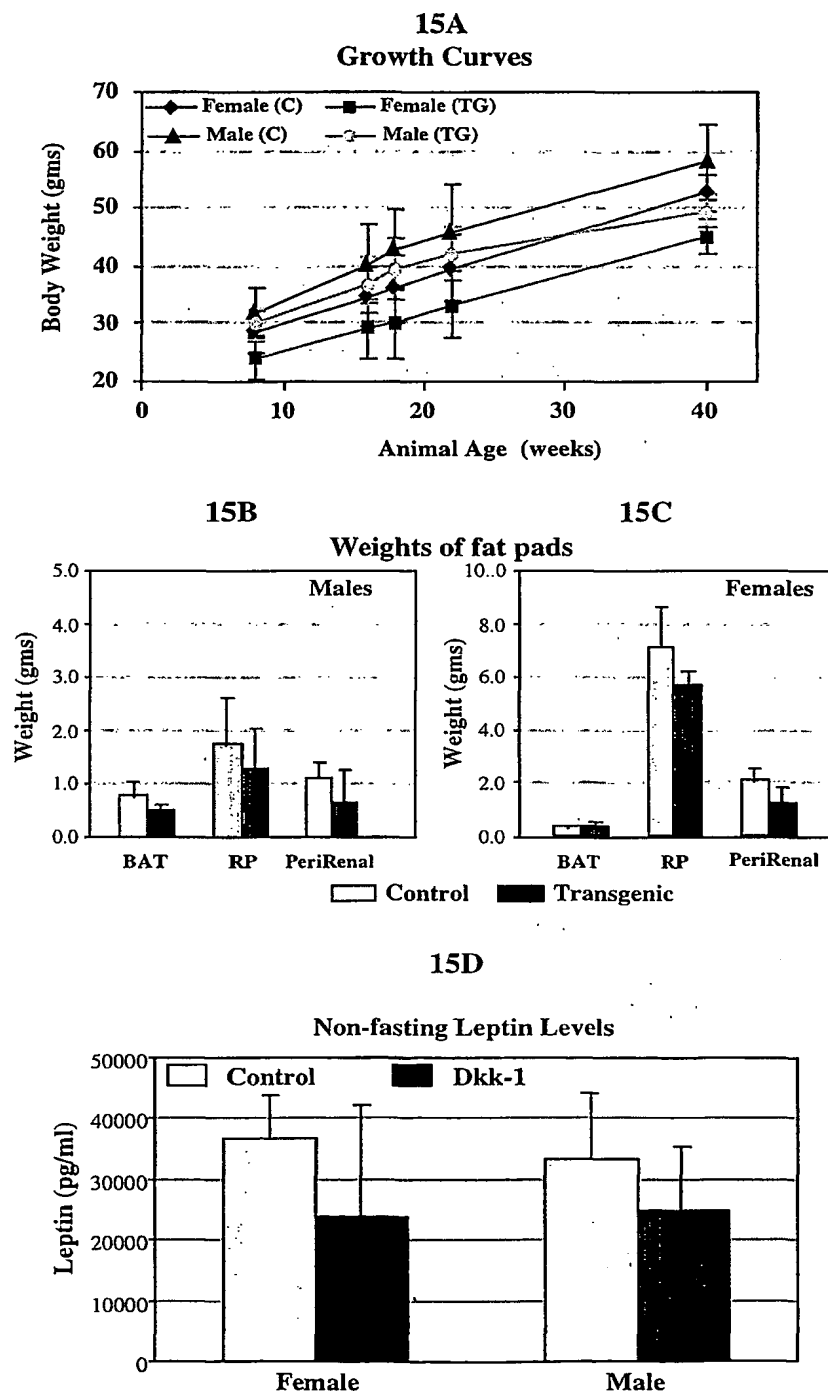 15A
Growth Curves
Female (C) Female (TG)
Male (C) Male (TG)
Body Weight (gms)
70
60
50
40
30
20
0 10 20 30 40
Animal Age (weeks)
15B 15C
Weights of fat pads
Males
Weight (gms)
5.0
4.0
3.0
2.0
1.0
0.0
BAT RP PeriRenal
Females
Weight (gms)
10..0
8.0
6.0
4.0
2.0
0.0
BAT RP PeriRenal
Control Transgenic
15D
Non-fasting Leptin Levels
Control Dkk-1
Leptin (pg/ml)
50000
40000
30000
20000
10000
0
Female Male